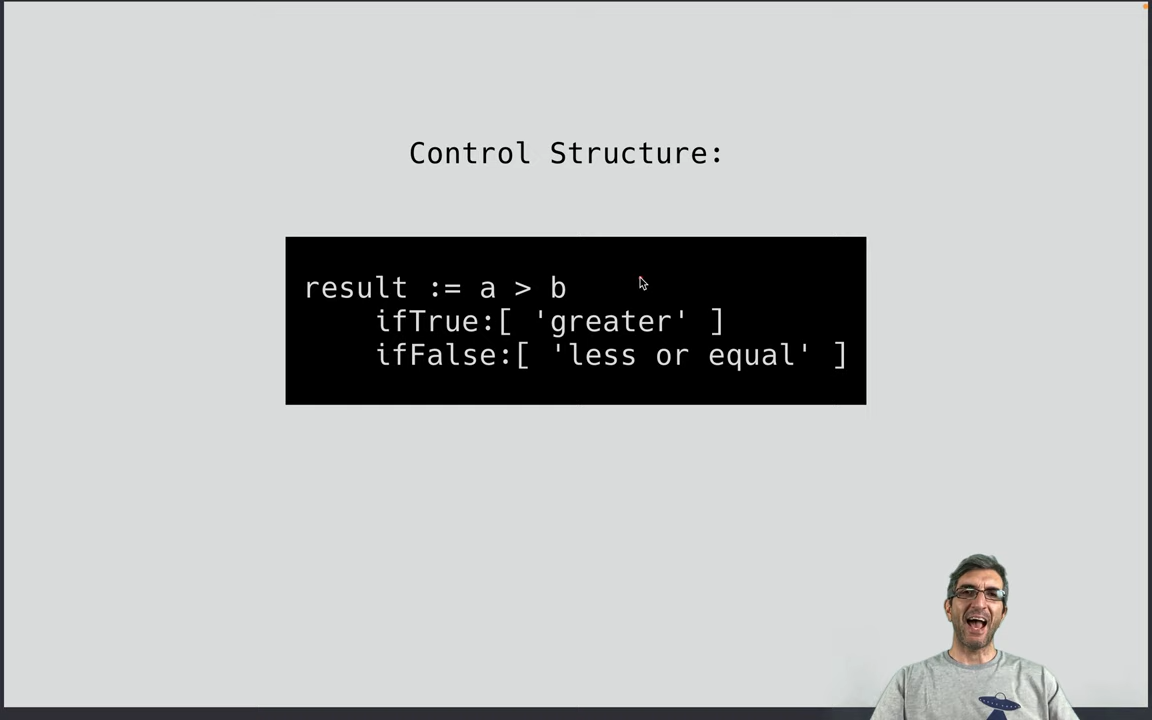 Control Structure:
result := a > b
ifTrue:[ 'greater' ]
ifFalse:[ 'less or equal' ]